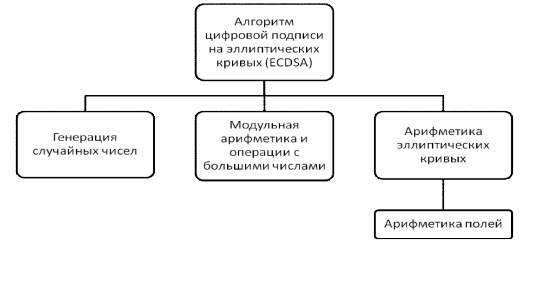 Алгоритм
цифровой подписи
на эллиптических
кривых (ECDSA)
Генерация
случайных чисел
Модульная
арифметика и
операции с
большими числами
Арифметика
эллиптических
кривых
Арифметика полей